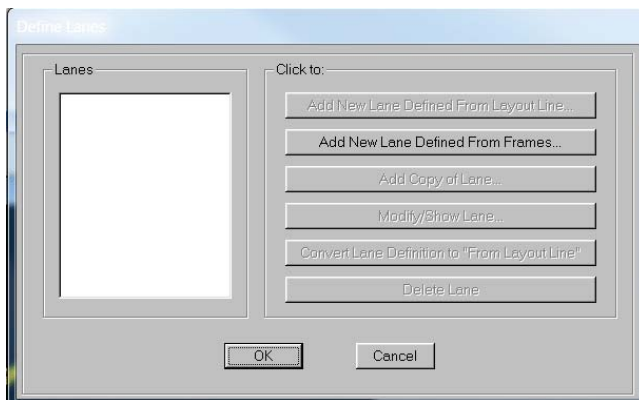 Define Lanes
Lanes
Click to:
Add New Lane Defined From Layout Line...
Add New Lane Defined From Frames...
Add Copy of Lane...
Modify/Show Lane...
Convert Lane Definition to "From Layout Line"
Delete Lane
OK
Cancel